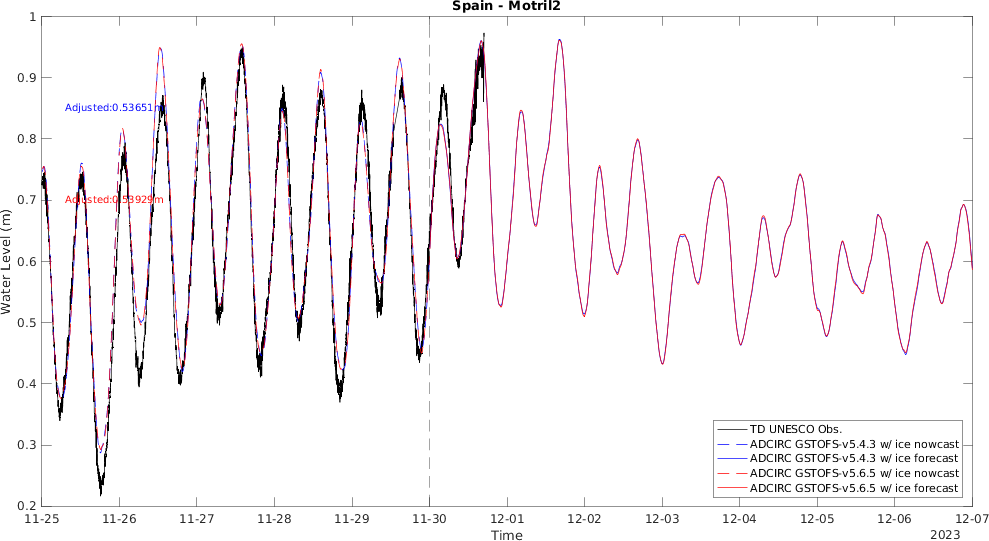 Spain - Motril2
1
0.9
0.8
0.7
0.6
0.5
0.4
0.3
0.2
Water Level (m)
Adjusted:0.53651m
Adjusted:0.53929m
TD UNESCO Obs.
ADCIRC GSTOFS-v5.4.3 w/ ice nowcast
ADCIRC GSTOFS-v5.4.3 w/ ice forecast
ADCIRC GSTOFS-v5.6.5 w/ ice nowcast
ADCIRC GSTOFS-v5.6.5 w/ ice forecast
11-25 11-26 11-27 11-28 11-29 11-30 12-01 12-02 12-03 12-04 12-05 12-06 12-07
Time
2023